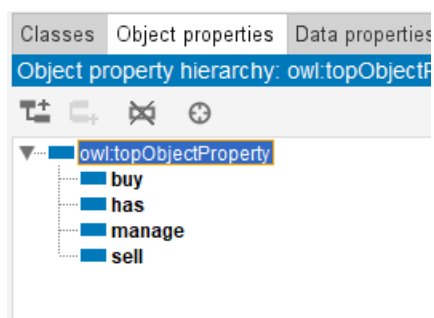 Classes Object properties Data properties
Object property hierarchy: owl:topObjectP
owl:topObjectProperty
buy
has
manage
sell